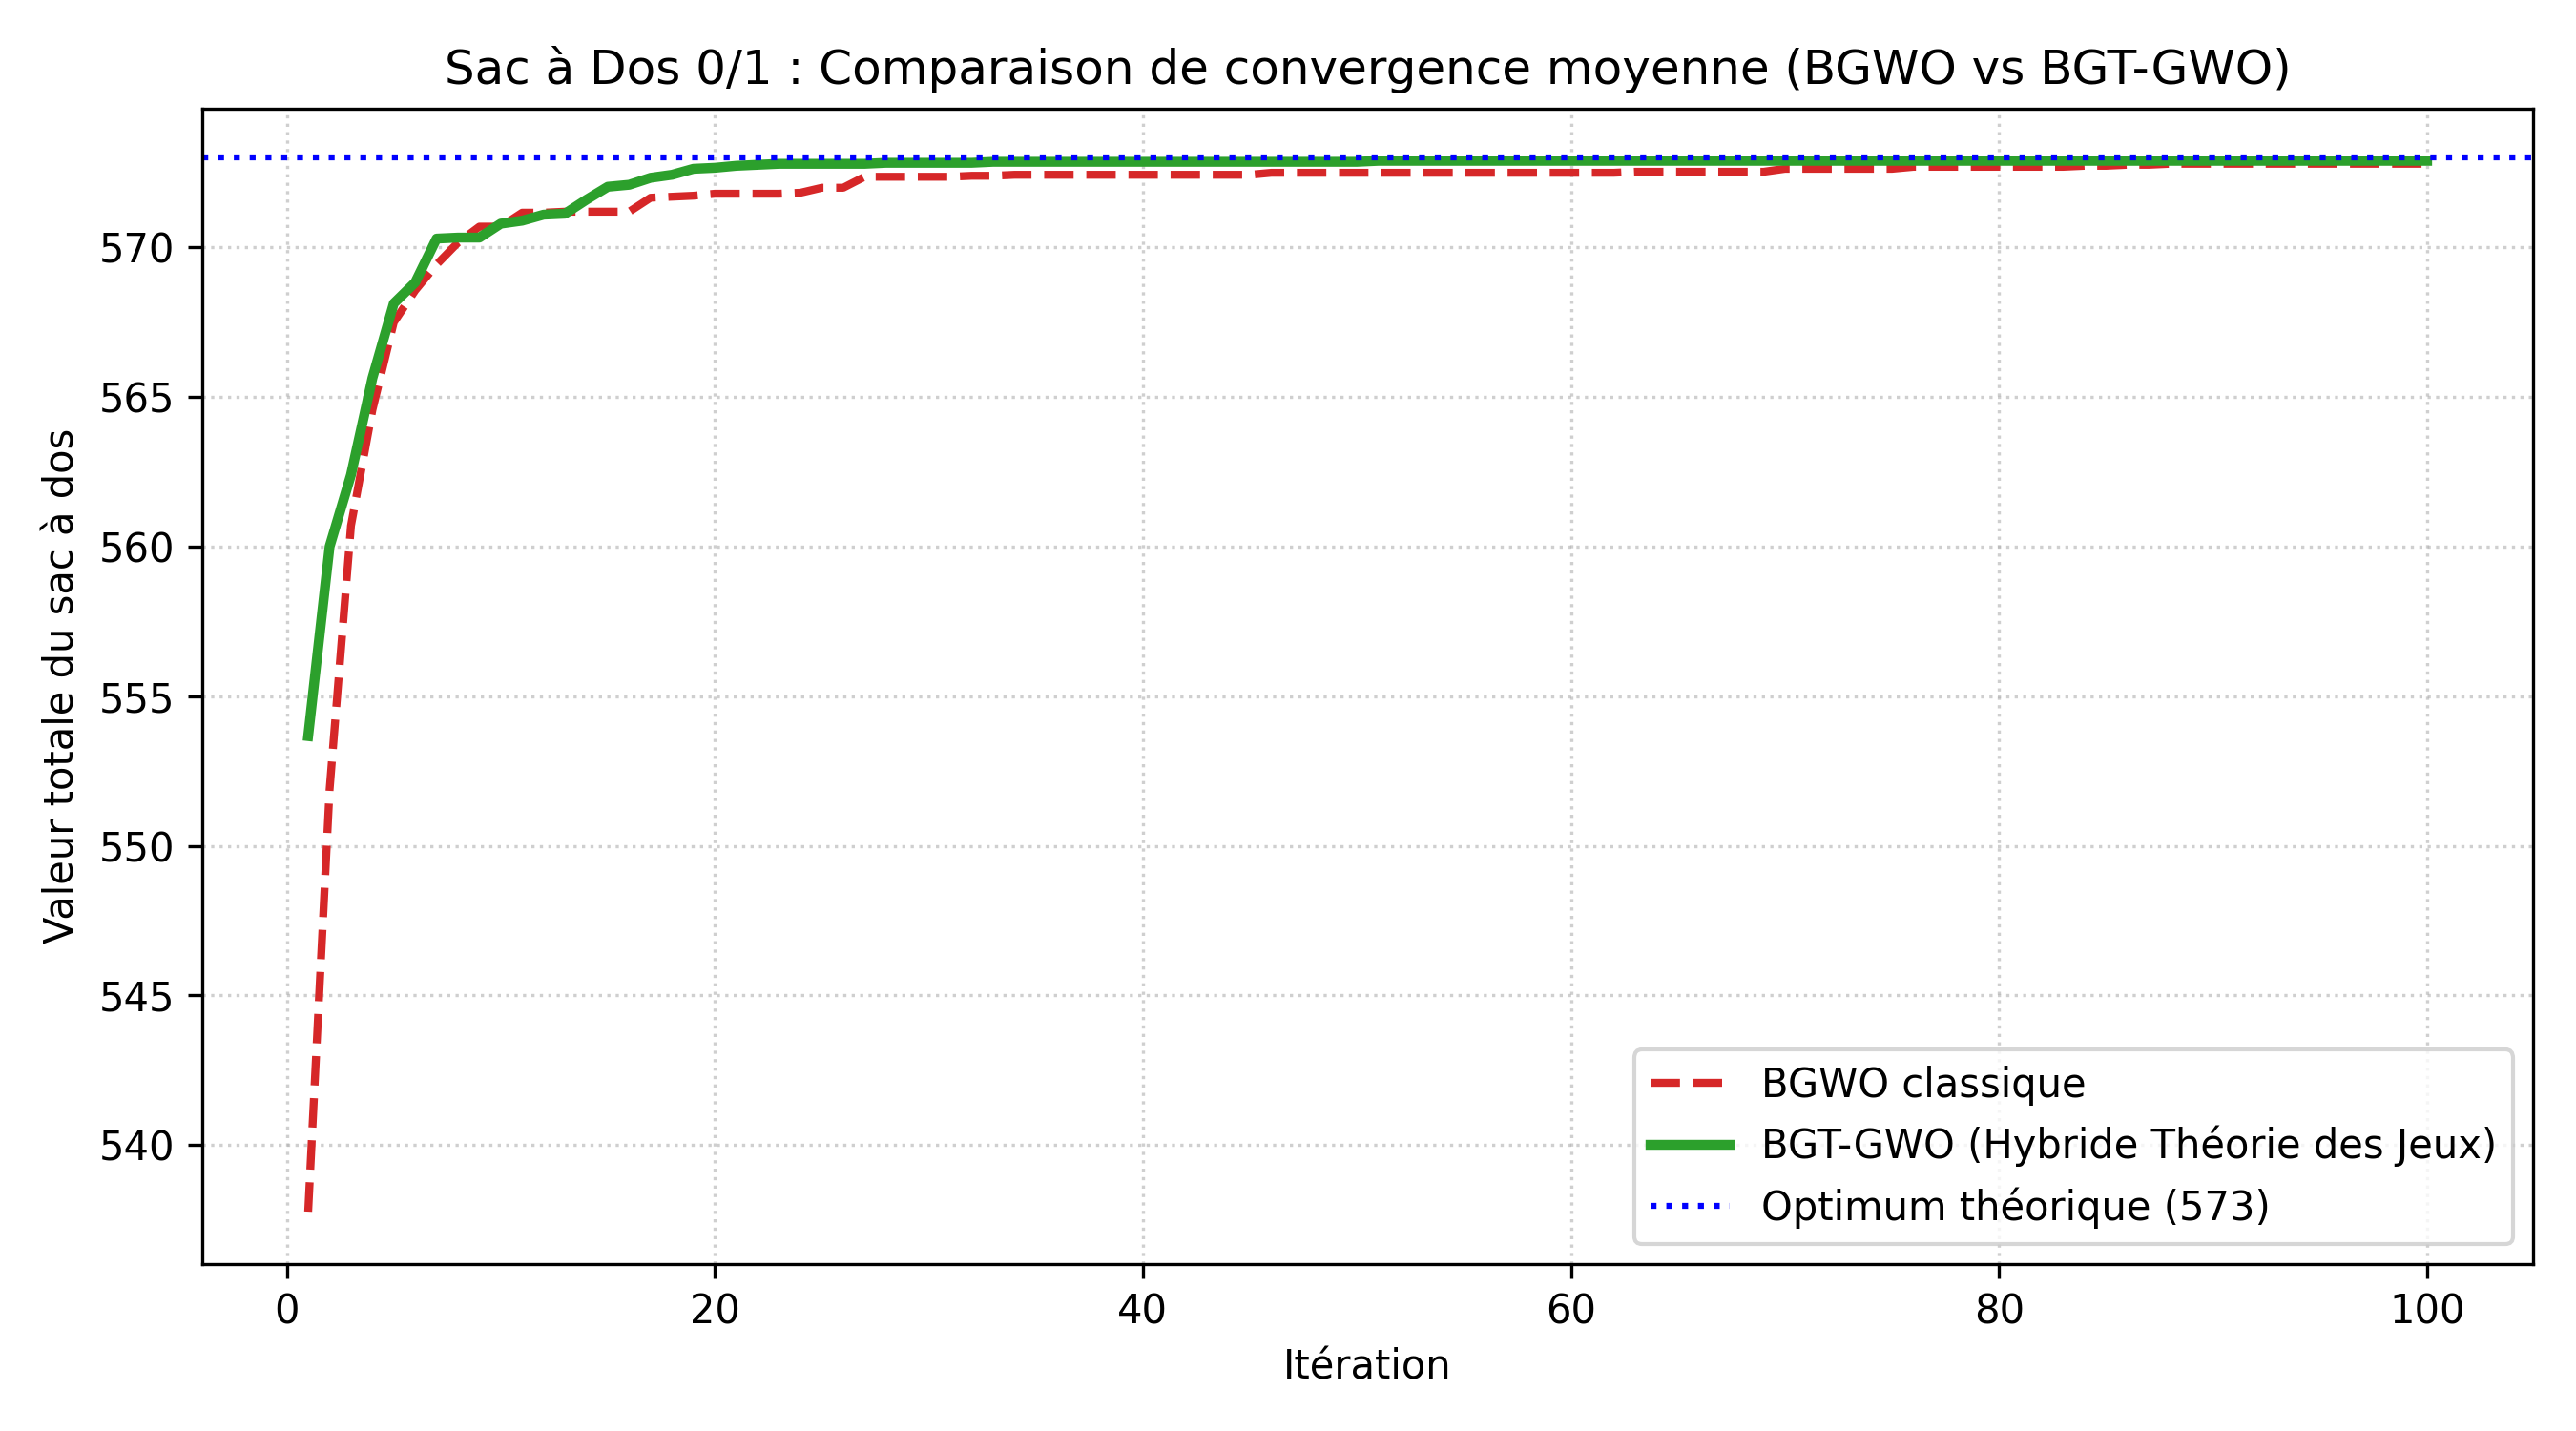 Sac à Dos 0/1 : Comparaison de convergence moyenne (BGWO vs BGT-GWO)
Valeur totale du sac à dos
570
565
560
555
550
545
540
BGWO classique
BGT-GWO (Hybride Théorie des Jeux)
Optimum théorique (573)
0 20 40 60 80 100
Itération